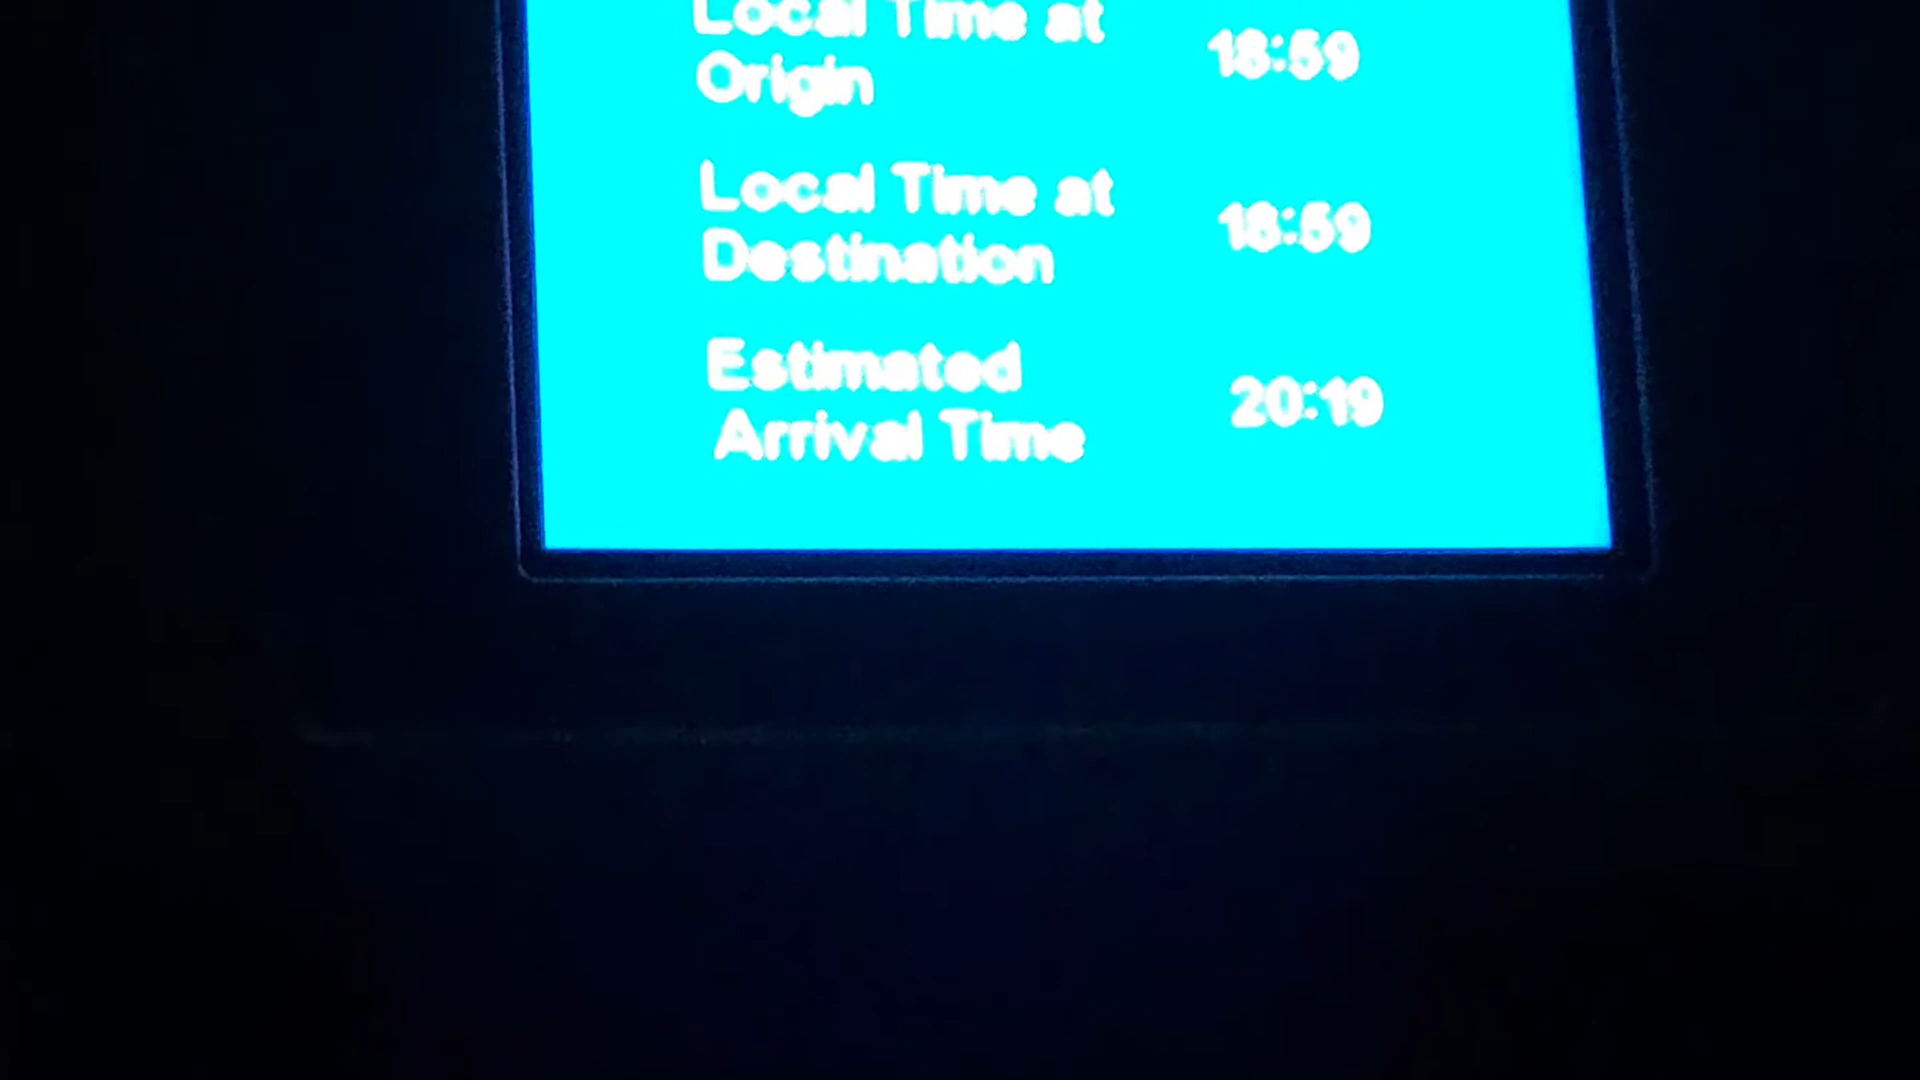 Local Time at
Origin
18:59
Local Time at
Destination
18:59
Estimated
Arrival Time
20:19